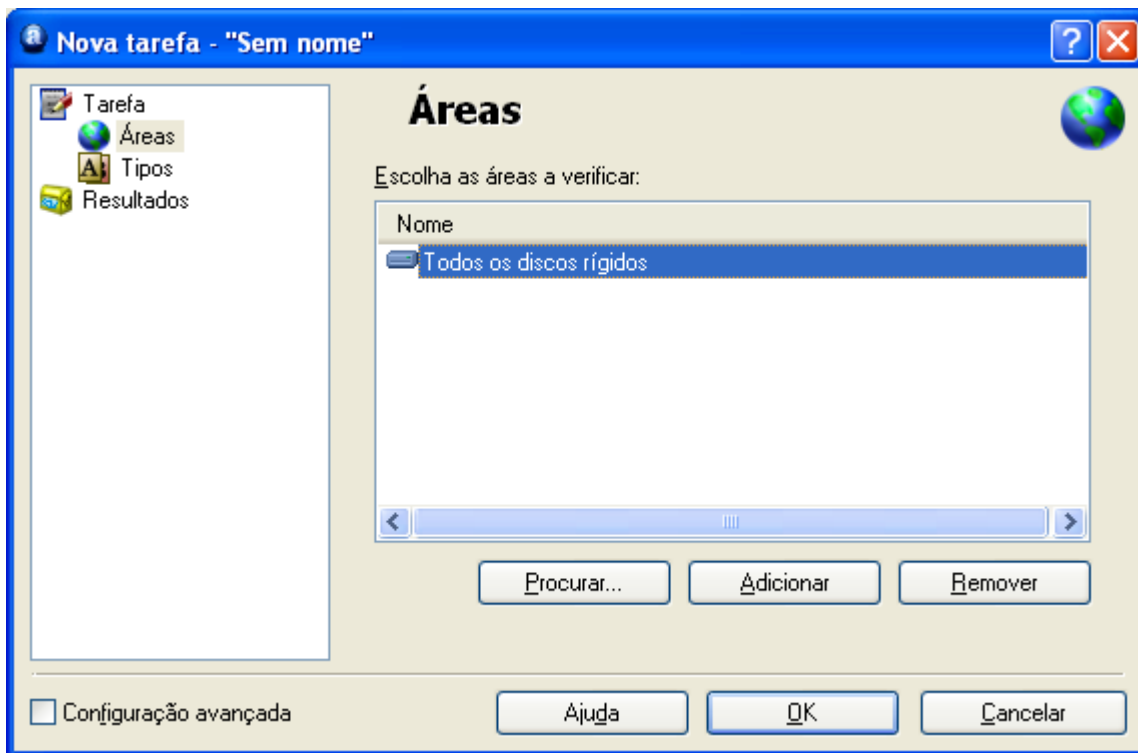 Nova tarefa - "Sem nome"
Tarefa
Áreas
Tipos
Resultados
Áreas
Escolha as áreas a verificar:
Nome
Todos os discos rígidos
Procurar...
Adicionar
Remover
Configuração avançada
Ajuda
OK
Cancelar